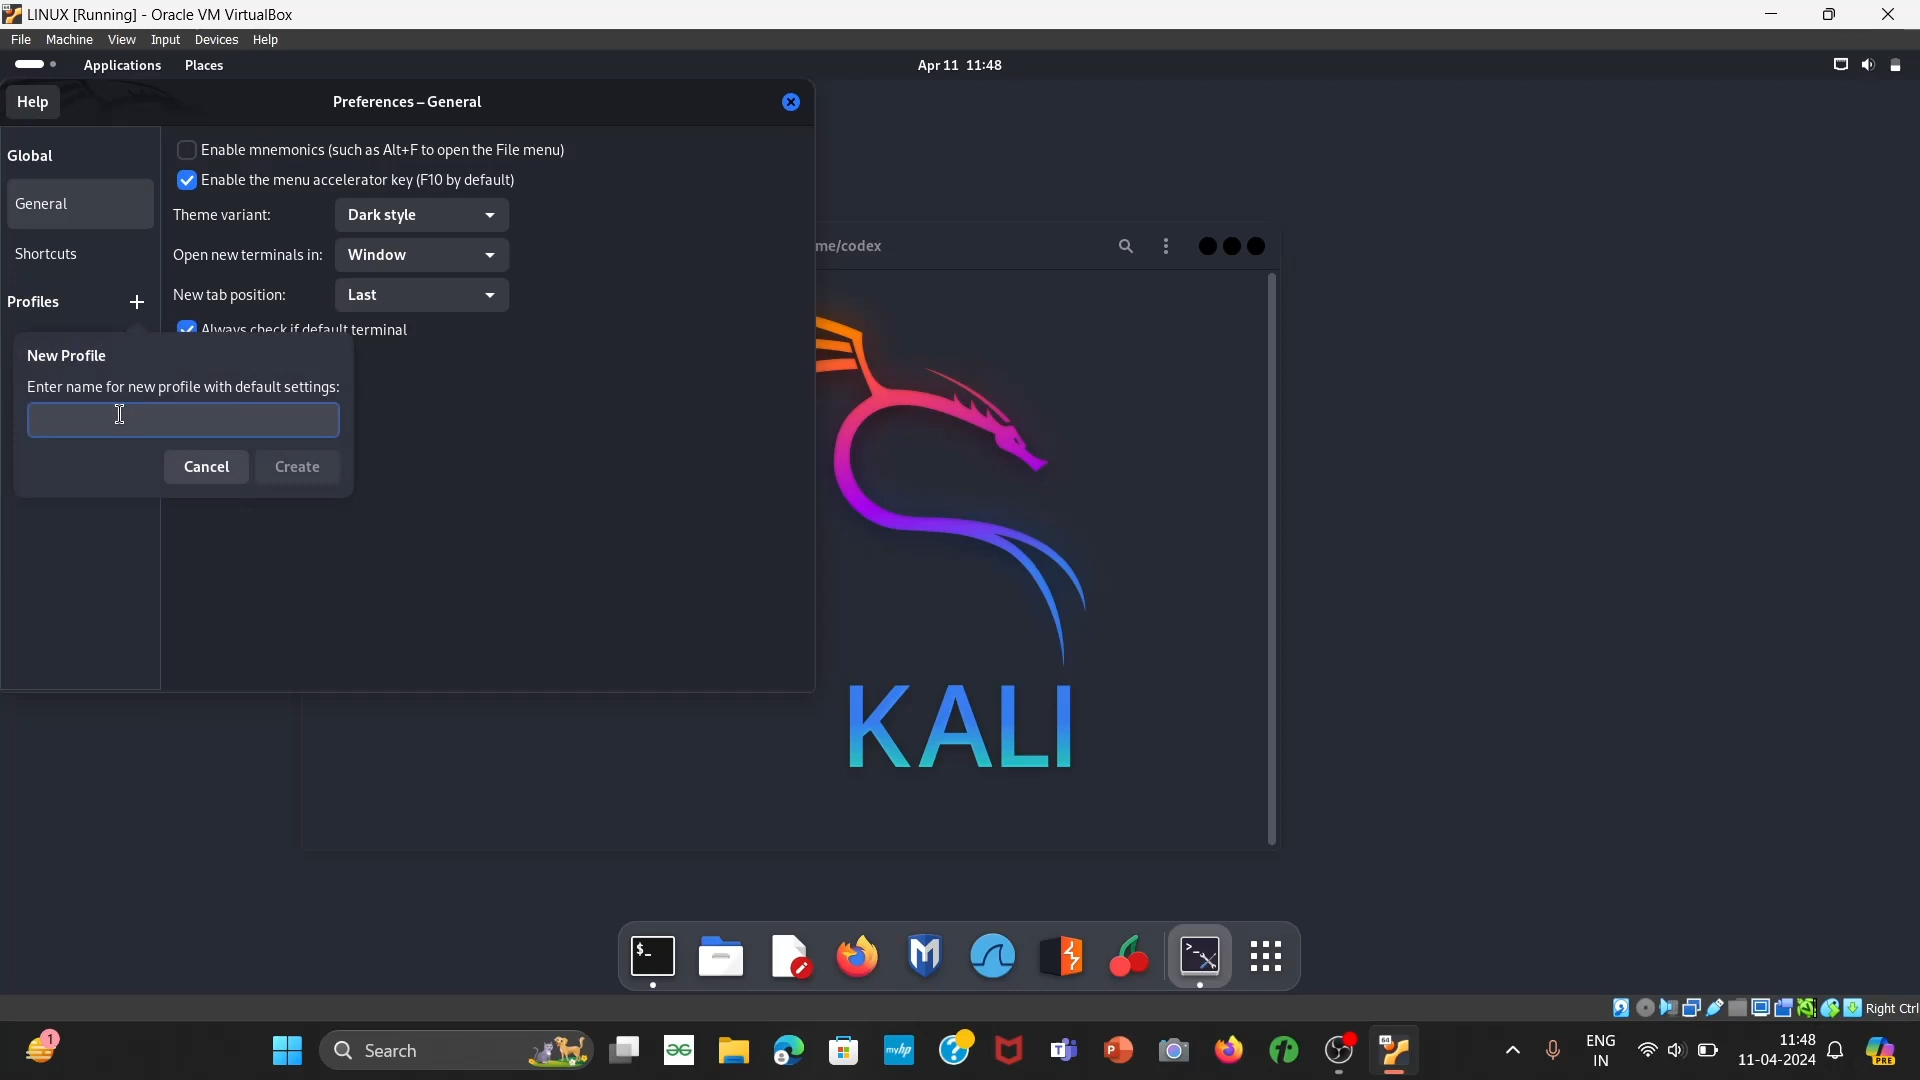 LINUX [Running] - Oracle VM VirtualBox
File Machine View Input Devices Help
Applications Places Apr 11 11:48
Help Preferences – General
Global
General
Shortcuts
Profiles +
Enable mnemonics (such as Alt+F to open the File menu)
Enable the menu accelerator key (F10 by default)
Theme variant: Dark style
Open new terminals in: Window
New tab position: Last
Always check if default terminal
New Profile
Enter name for new profile with default settings:
Cancel Create
me/codex
KALI
$-
Right Ctrl
1
Search
myhp
ENG
IN
11:48
11-04-2024
PRE